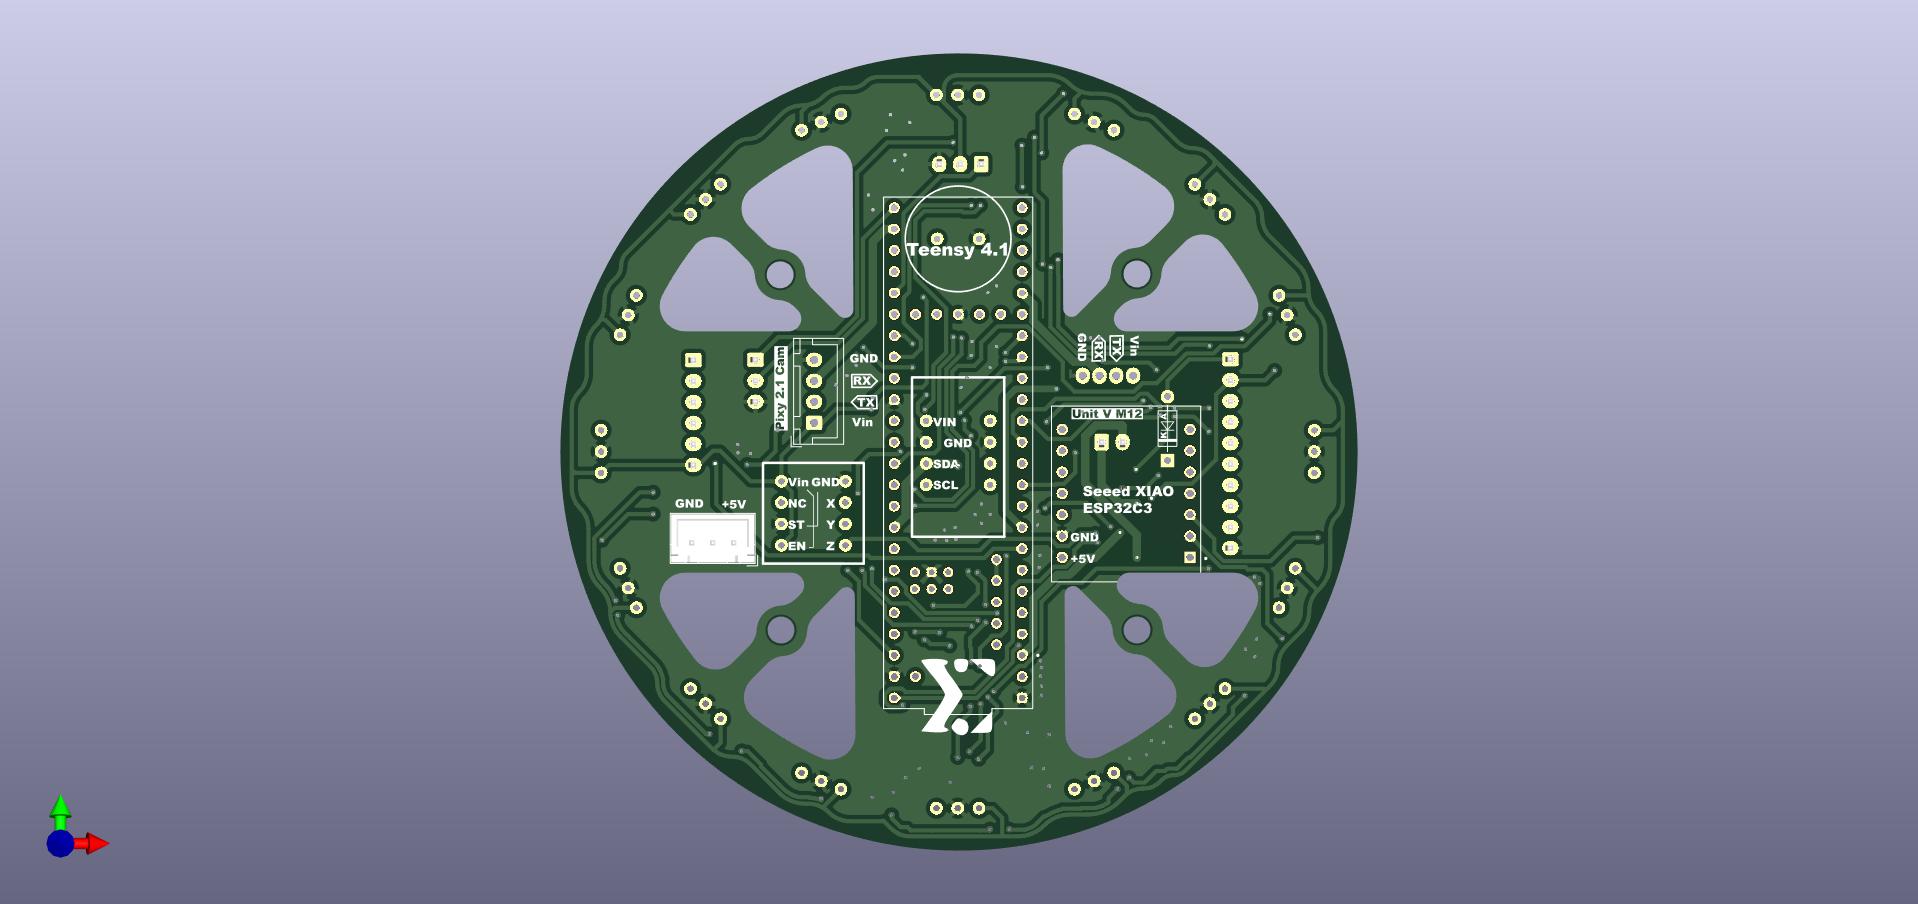 Teensy 4.1
GND
RX
TX
Vin
Pixy 2.1 Cam
GND
RX
TX
Vin
Unit V M12
K
A
VIN
GND
SDA
SCL
Vin GND
NC X
ST Y
EN Z
GND +5V
Seeed XIAO
ESP32C3
GND
+5V